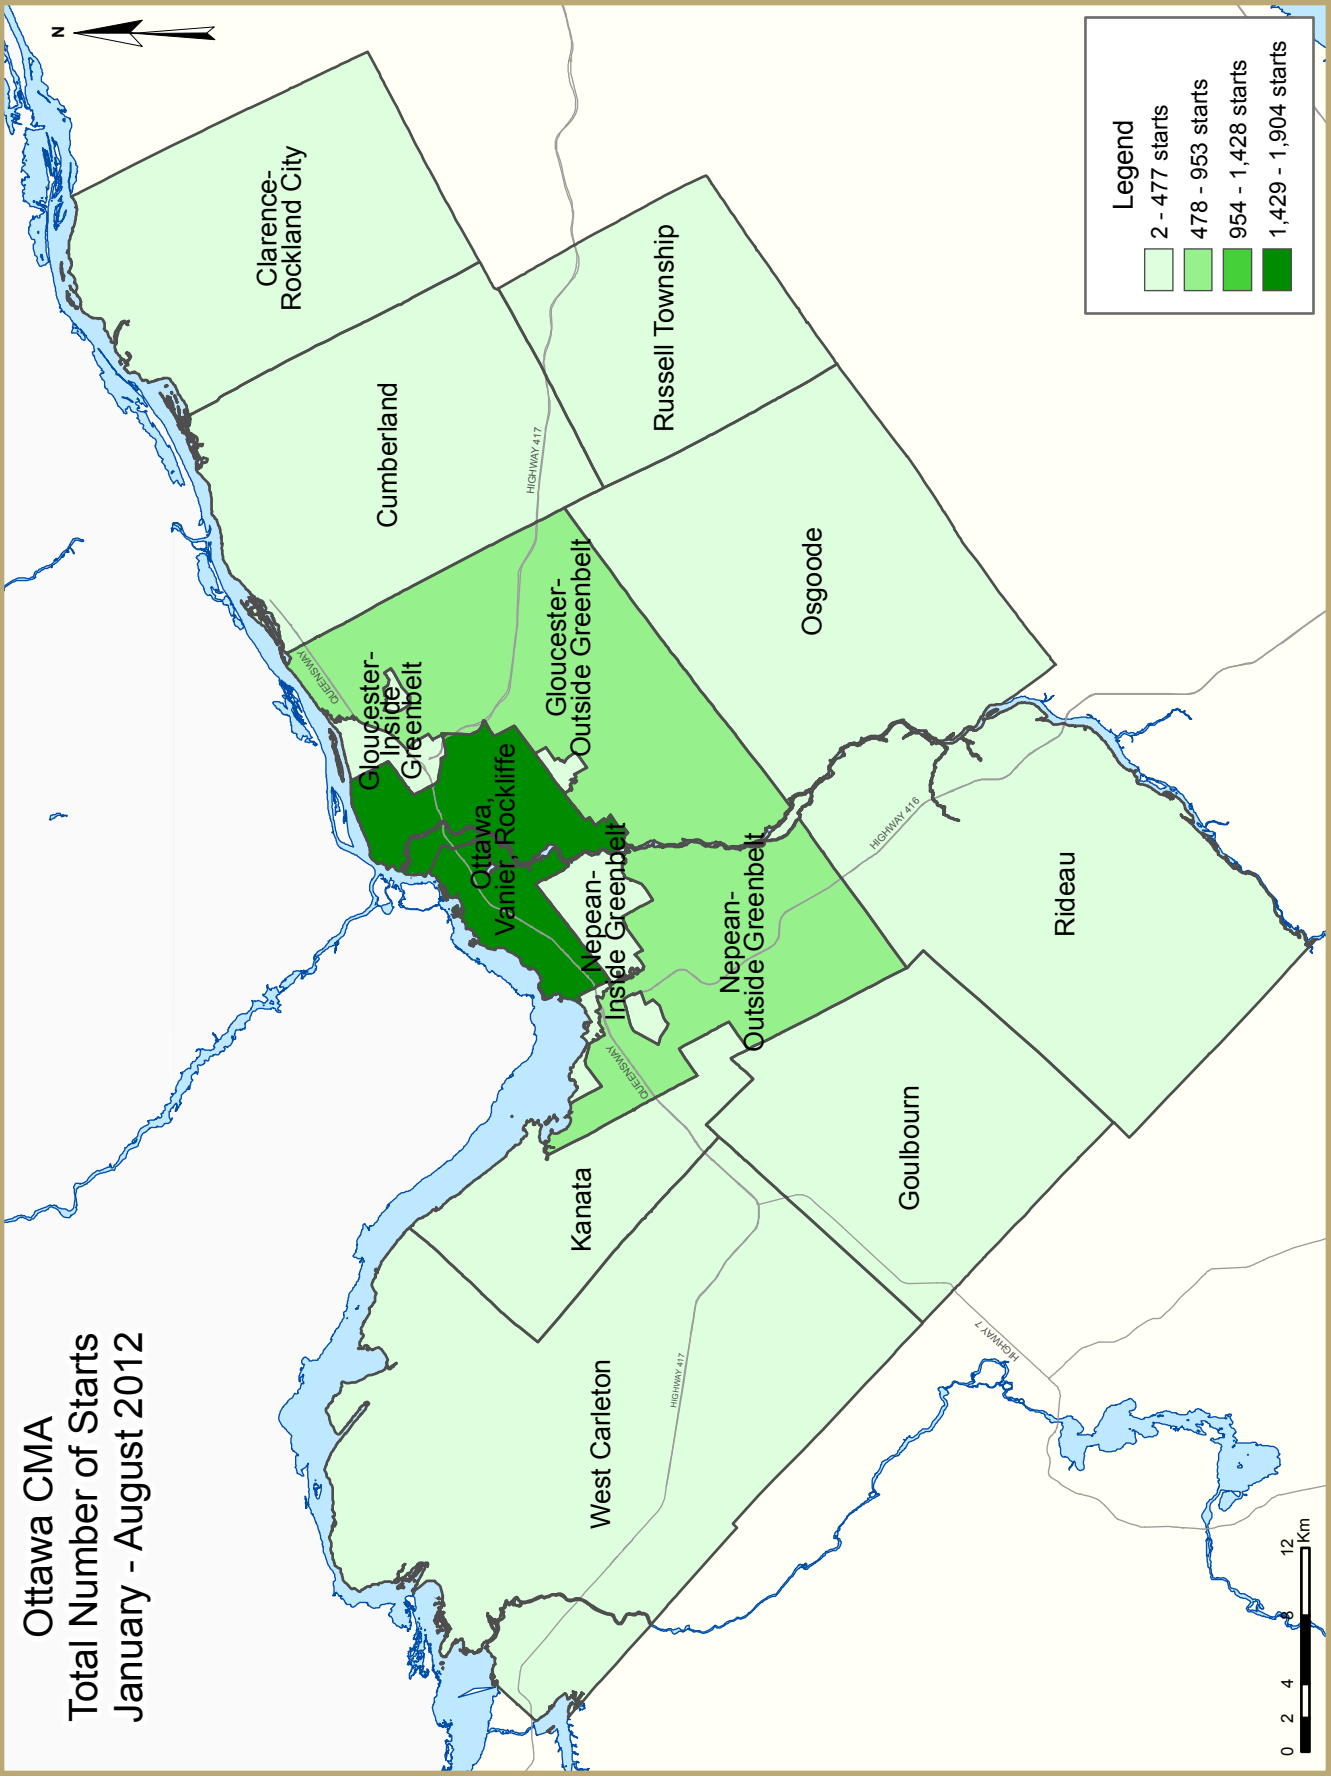 Ottawa CMA
Total Number of Starts
January - August 2012
N
Clarence-
Rockland City
Cumberland
Russell Township
HIGHWAY 417
QUEENSWAY
Gloucester-
Inside
Greenbelt
Gloucester-
Outside Greenbelt
Osgoode
Ottawa,
Vanier, Rockliffe
Nepean-
Inside Greenbelt
Nepean-
Outside Greenbelt
HIGHWAY 416
Rideau
QUEENSWAY
Kanata
Goulbourn
West Carleton
HIGHWAY 417
HIGHWAY 7
Legend
2 - 477 starts
478 - 953 starts
954 - 1,428 starts
1,429 - 1,904 starts
0 2 4 8 12
Km